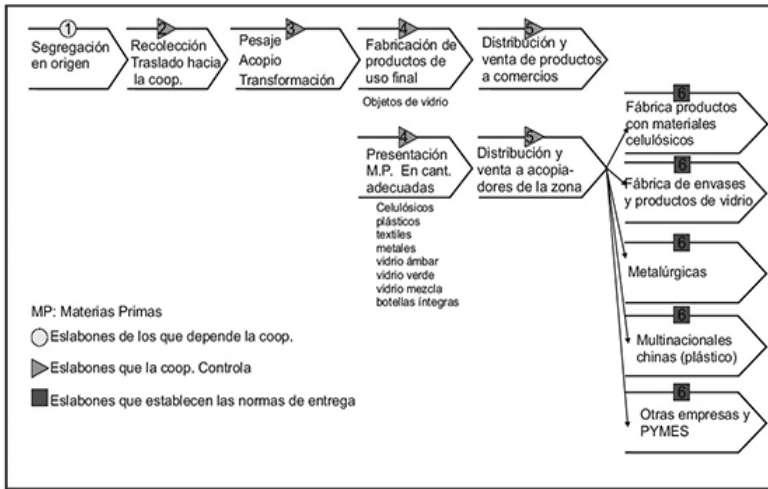 1
Segregación
en origen
2
Recolección
Traslado hacia
la coop.
3
Pesaje
Acopio
Transformación
4
Fabricación de
productos de
uso final
Objetos de vidrio
5
Distribución y
venta de productos
a comercios
4
Presentación
M.P. En cant.
adecuadas
Celulósicos
plásticos
textiles
metales
vidrio ámbar
vidrio verde
vidrio mezcla
botellas íntegras
5
Distribución y
venta a acopia-
dores de la zona
6
Fábrica productos
con materiales
celulósicos
6
Fábrica de envases
y productos de vidrio
6
Metalúrgicas
6
Multinacionales
chinas (plástico)
6
Otras empresas y
PYMES
MP: Materias Primas
Eslabones de los que depende la coop.
Eslabones que la coop. Controla
Eslabones que establecen las normas de entrega